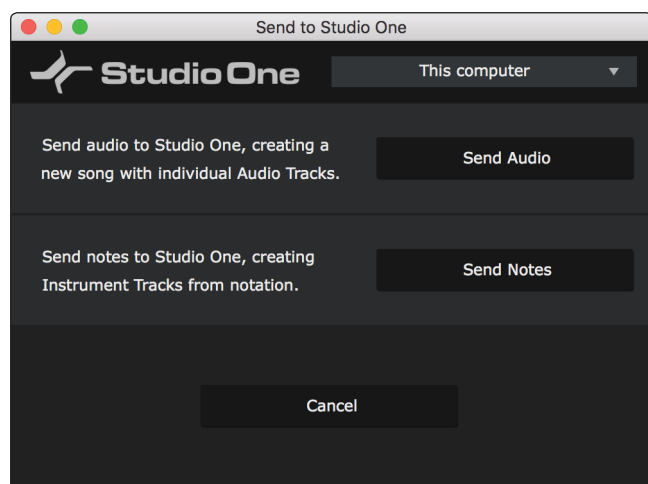 Send to Studio One
Studio One
This computer
Send audio to Studio One, creating a
new song with individual Audio Tracks.
Send Audio
Send notes to Studio One, creating
Instrument Tracks from notation.
Send Notes
Cancel